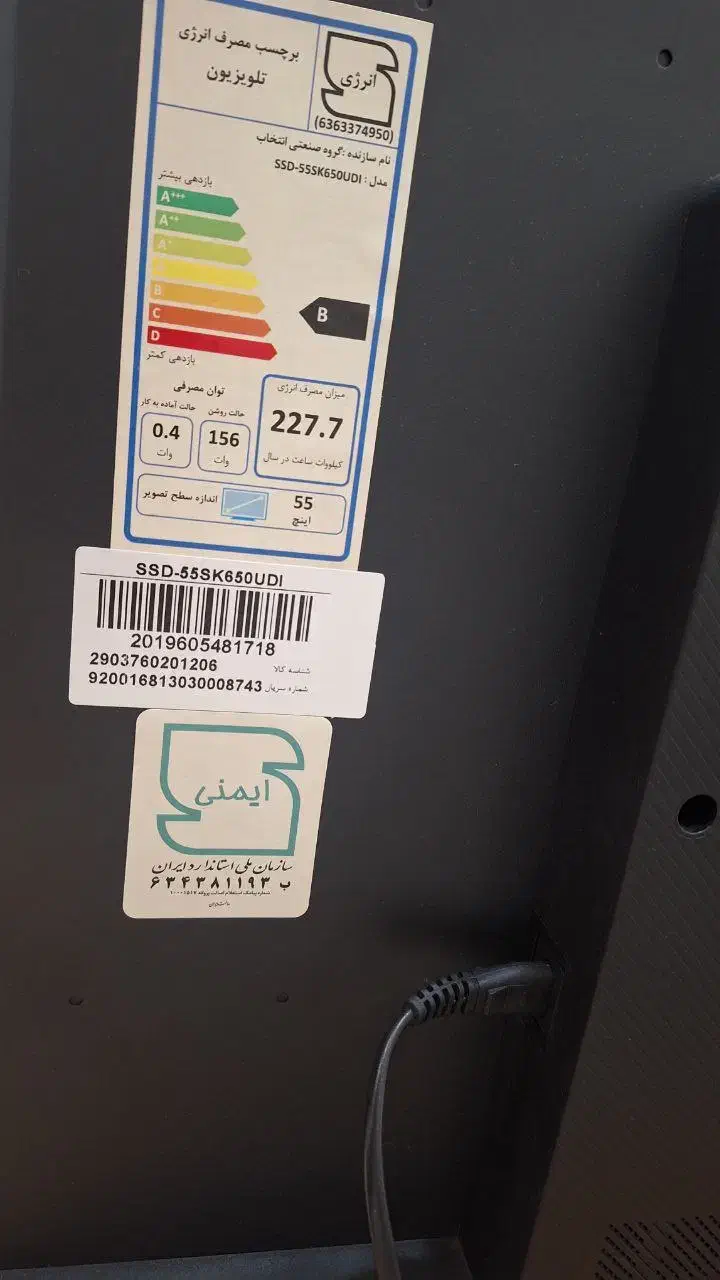 برچسب مصرف انرژی
تلویزیون
انرژی
(6363374950)
نام سازنده :گروه صنعتی انتخاب
مدل : SSD-55SK650UDI
بازدهی بیشتر
A+++
A++
A+
B
C
D
B
بازدهی کمتر
توان مصرفی
حالت روشن
حالت آماده به کار
156
وات
0.4
وات
میزان مصرف انرژی
227.7
کیلووات ساعت در سال
55
اینچ
اندازه سطح تصویر
SSD-55SK650UDI
2019605481718
2903760201206 شناسه کالا
920016813030008743 شماره سریال
ایمنی
سازمان ملی استاندارد ایران
ب ۶۳۴۳۸۱۱۹۳